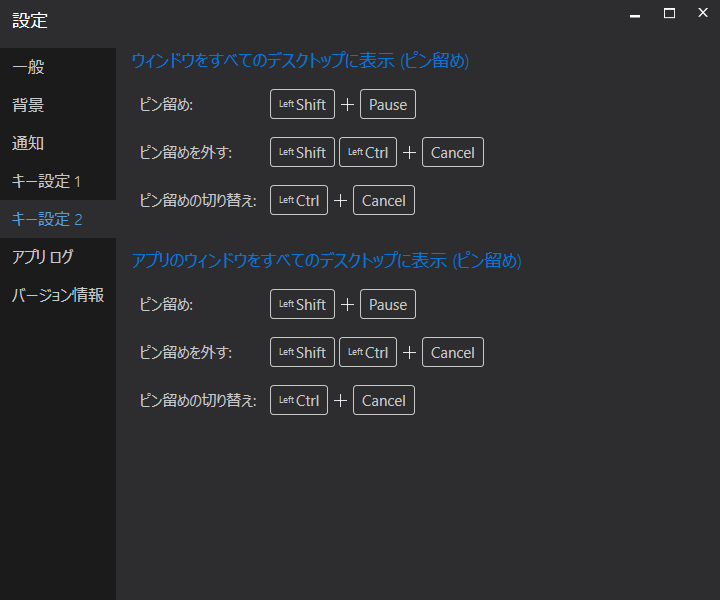 設定
一般
背景
通知
キー設定 1
キー設定 2
アプリ ログ
バージョン情報
ウィンドウをすべてのデスクトップに表示 (ピン留め)
ピン留め: Left Shift + Pause
ピン留めを外す: Left Shift Left Ctrl + Cancel
ピン留めの切り替え: Left Ctrl + Cancel
アプリのウィンドウをすべてのデスクトップに表示 (ピン留め)
ピン留め: Left Shift + Pause
ピン留めを外す: Left Shift Left Ctrl + Cancel
ピン留めの切り替え: Left Ctrl + Cancel